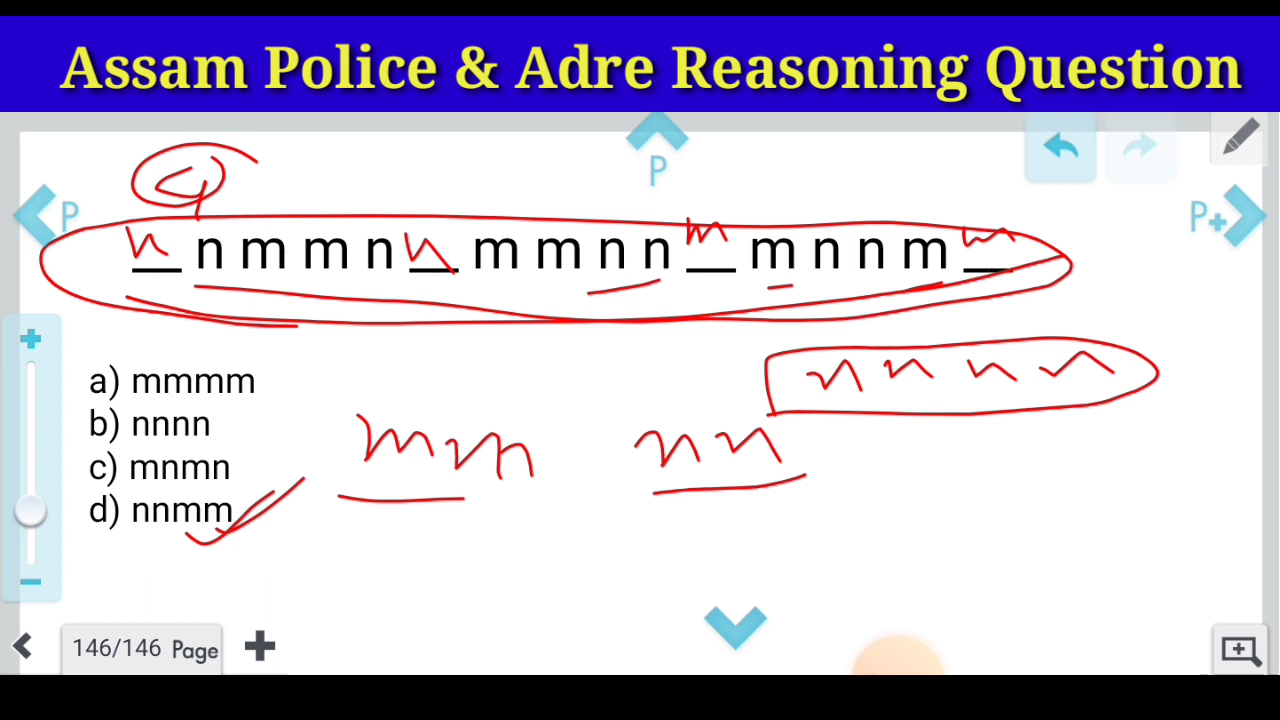 Assam Police & Adre Reasoning Question
P
P
P+
n n m m n n m m n n m m n n m m
a) mmmm
b) nnnn
c) mnmn
d) nnmm
n n n n
n n
146/146 Page